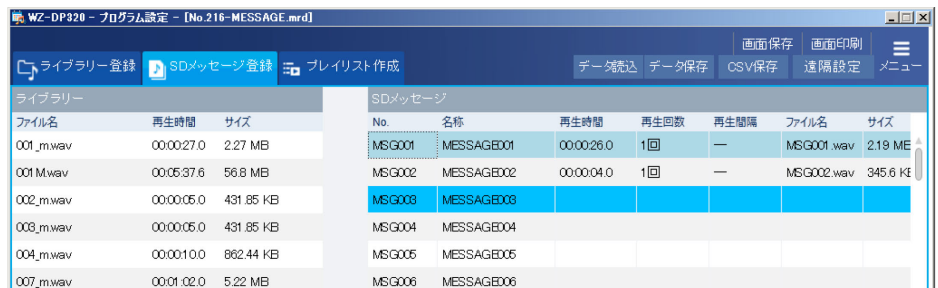 WZ-DP320 - プログラム設定 - [No.216-MESSAGE.mrd]
画面保存 画面印刷
ライブラリー登録 SDメッセージ登録 プレイリスト作成 データ読込 データ保存 CSV保存 遠隔設定 メニュー
ライブラリー SDメッセージ
ファイル名 再生時間 サイズ No. 名称 再生時間 再生回数 再生間隔 ファイル名 サイズ
001_m.wav 00:00:27.0 2.27 MB MSG001 MESSAGE001 00:00:26.0 1回 — MSG001.wav 2.19 ME
001M.wav 00:05:37.6 56.8 MB MSG002 MESSAGE002 00:00:04.0 1回 — MSG002.wav 345.6 KE
002_m.wav 00:00:05.0 431.85 KB MSG003 MESSAGE003
003_m.wav 00:00:05.0 431.85 KB MSG004 MESSAGE004
004_m.wav 00:00:10.0 862.44 KB MSG005 MESSAGE005
007_m.wav 00:01:02.0 5.22 MB MSG006 MESSAGE006